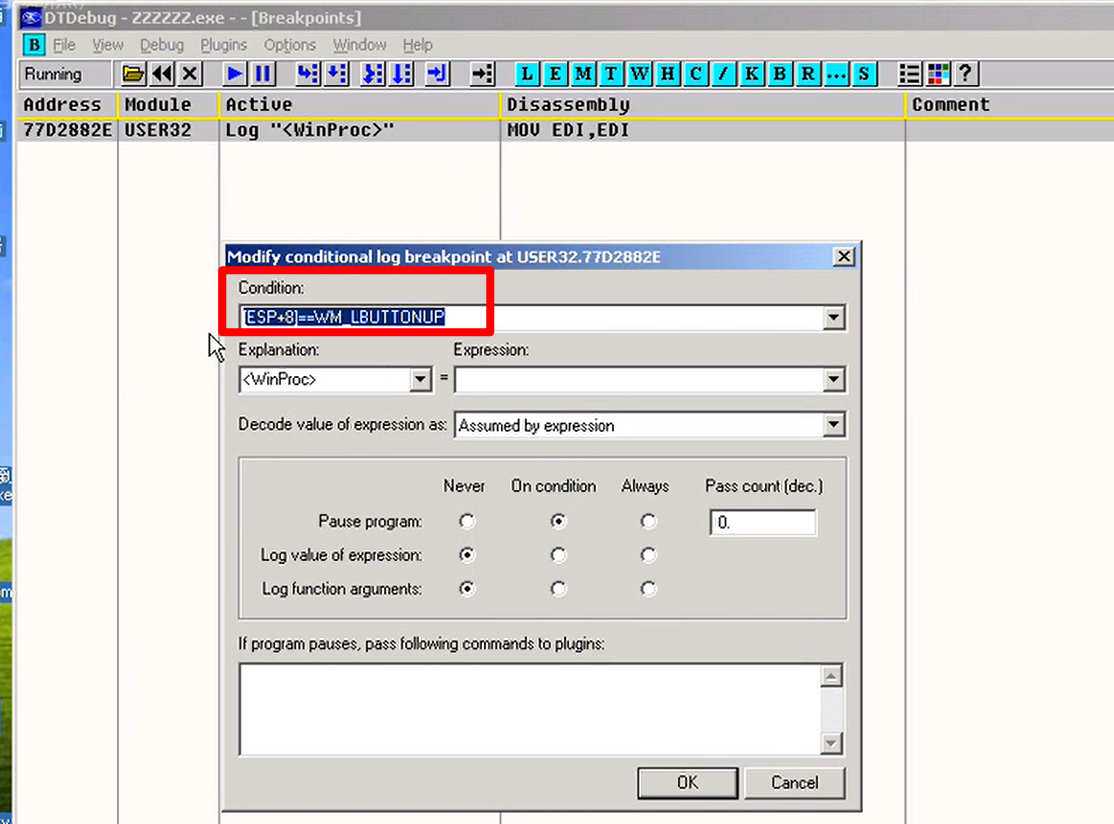 DTDebug - ZZZZZZ.exe - - [Breakpoints]
B File View Debug Plugins Options Window Help
Running L E M T W H C / K B R ... S ?
Address Module Active Disassembly Comment
77D2882E USER32 Log "<WinProc>" MOV EDI,EDI
Modify conditional log breakpoint at USER32.77D2882E
Condition:
[ESP+8]==WM_LBUTTONUP
Explanation: Expression:
<WinProc> =
Decode value of expression as: Assumed by expression
Never On condition Always Pass count (dec.)
Pause program: 0.
Log value of expression:
Log function arguments:
If program pauses, pass following commands to plugins:
OK Cancel